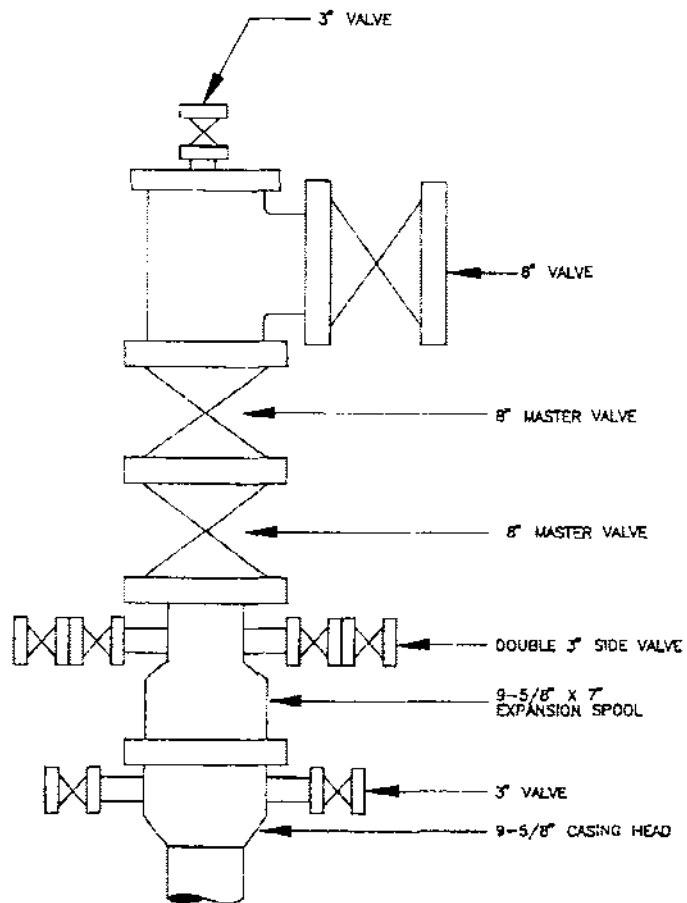 3" VALVE
8" VALVE
8" MASTER VALVE
8" MASTER VALVE
DOUBLE 3" SIDE VALVE
9-5/8" X 7"
EXPANSION SPOOL
3" VALVE
9-5/8" CASING HEAD